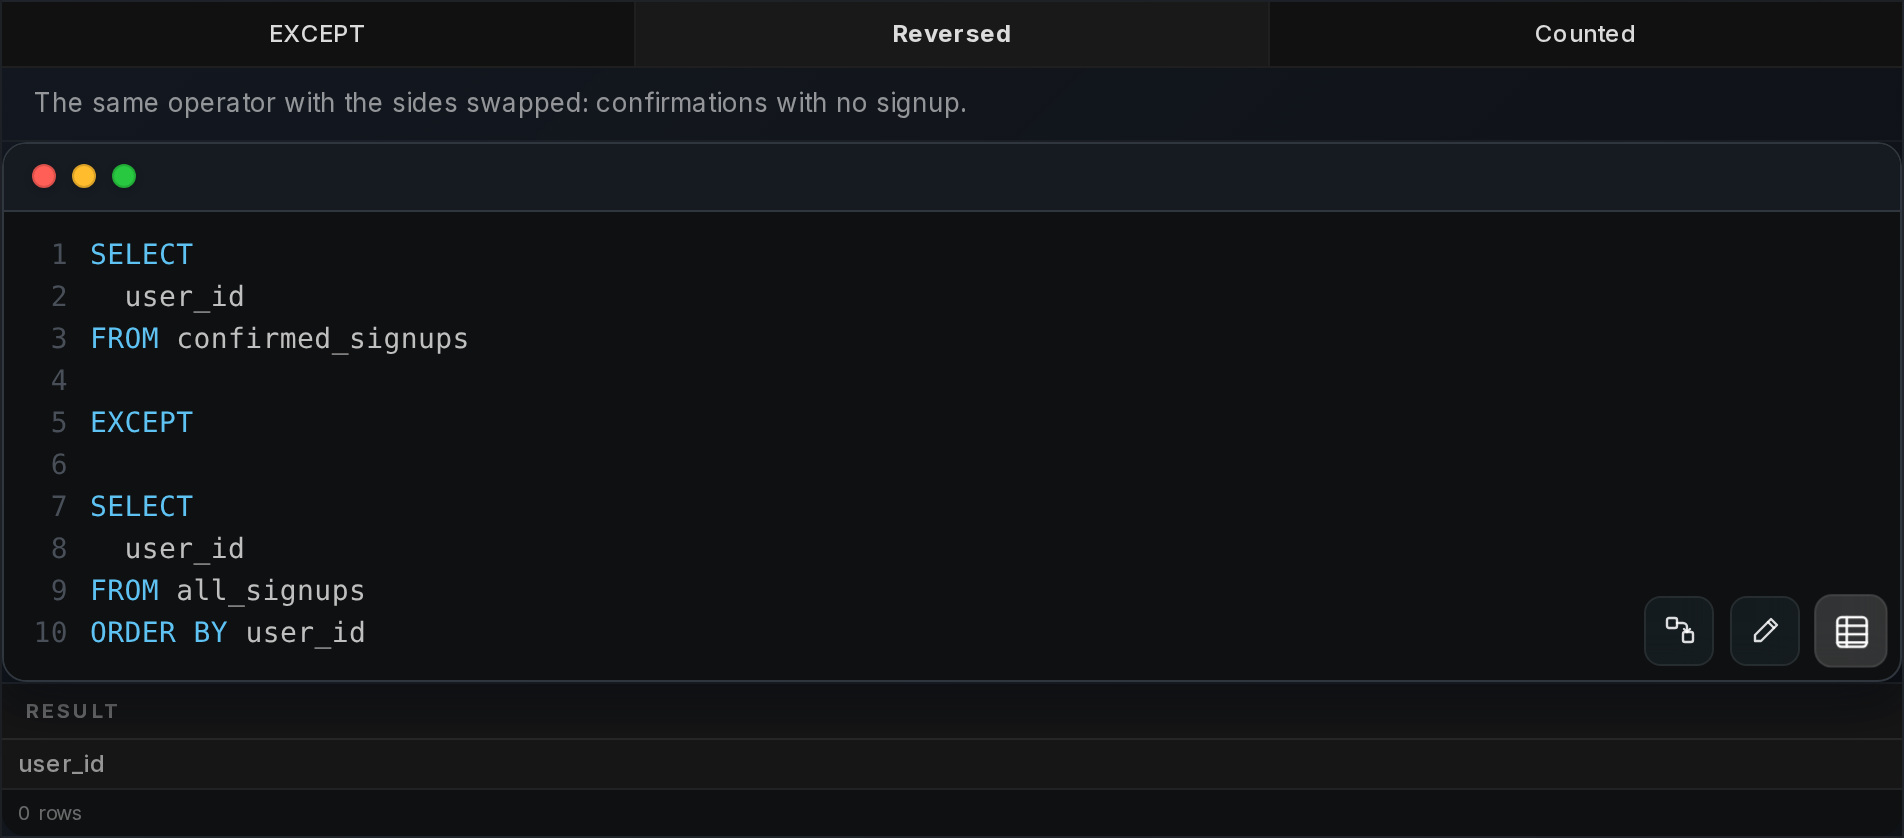 EXCEPT
Reversed
Counted
The same operator with the sides swapped: confirmations with no signup.
1 SELECT
2   user_id
3 FROM confirmed_signups
4
5 EXCEPT
6
7 SELECT
8   user_id
9 FROM all_signups
10 ORDER BY user_id
RESULT
user_id
0 rows